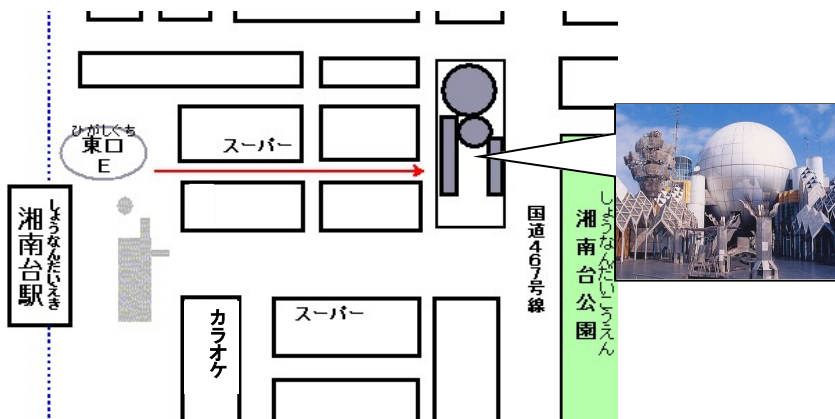 ひがしぐち
東口
E
スーパー
湘南台駅
しょうなんだいえき
カラオケ
スーパー
国道467号線
湘南台公園
しょうなんだいこうえん